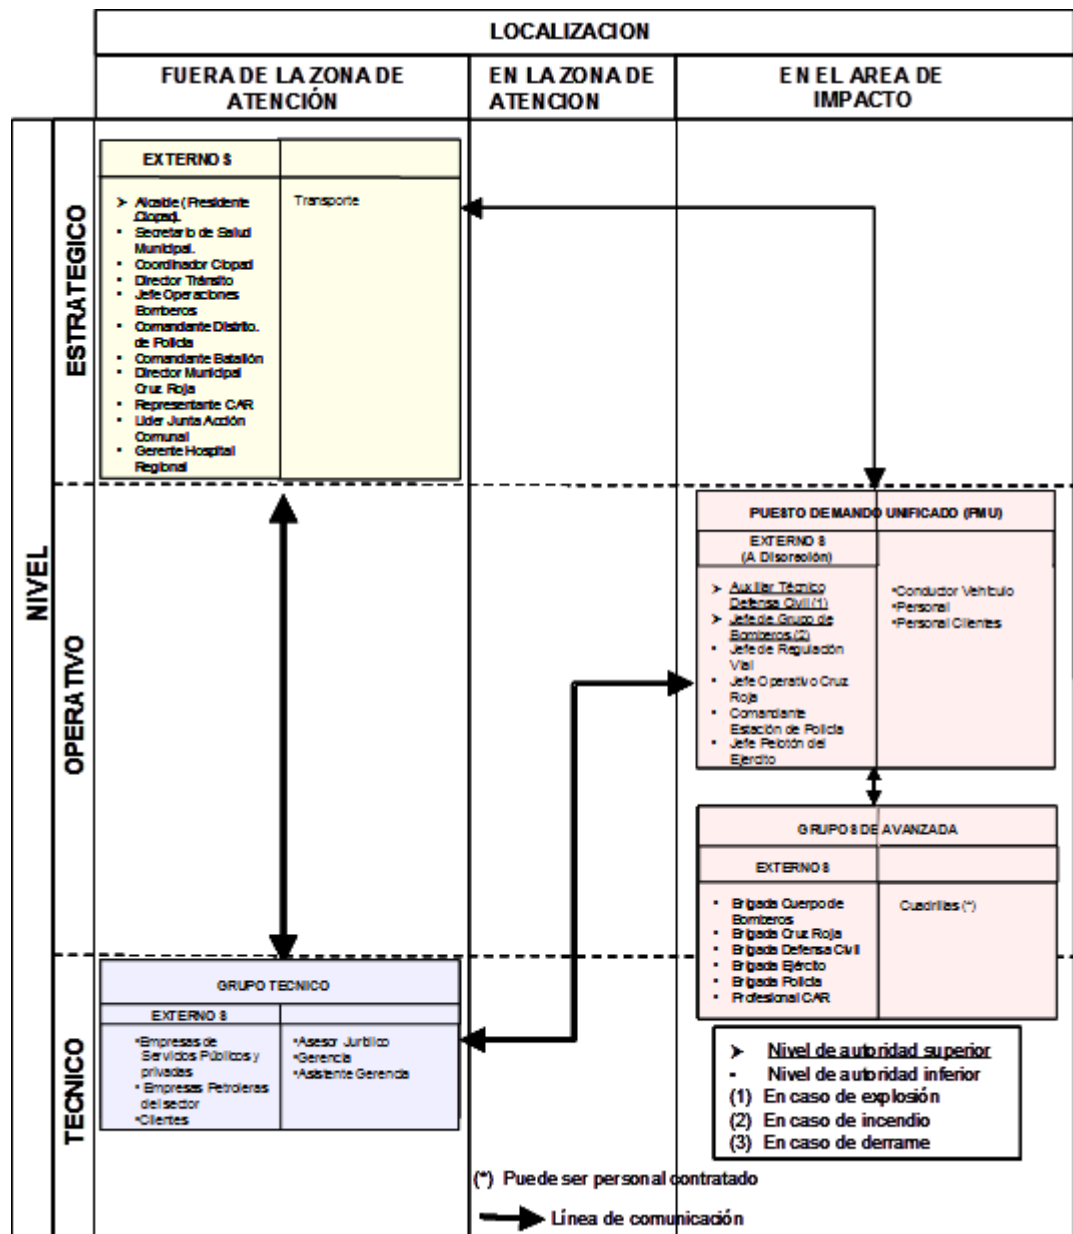 LOCALIZACION
FUERA DE LA ZONA DE
ATENCIÓN
EN LA ZONA DE
ATENCION
EN EL AREA DE
IMPACTO
NIVEL
ESTRATEGICO
EXTERNOS
➤ Alcalde (Presidente
Clopad).
• Secretario de Salud
Municipal.
• Coordinador Clopad
• Director Tránsito
• Jefe Operaciones
Bomberos
• Comandante Distrito.
de Policía
• Comandante Batallón
• Director Municipal
Cruz Roja
• Representante CAR
• Lider Junta Acción
Comunal
• Gerente Hospital
Regional
Transporte
OPERATIVO
PUESTO DE MANDO UNIFICADO (PMU)
EXTERNOS
(A Discreción)
➤ Auxiliar Técnico
Defensa Civil (1)
➤ Jefe de Grupo de
Bomberos (2)
• Jefe de Regulación
Vial
• Jefe Operativo Cruz
Roja
• Comandante
Estación de Policía
• Jefe Pelotón del
Ejercito
•Conductor Vehículo
•Personal
•Personal Clientes
GRUPOS DE AVANZADA
EXTERNOS
• Brigada Cuerpo de
Bomberos
• Brigada Cruz Roja
• Brigada Defensa Civil
• Brigada Ejército
• Brigada Policía
• Profesional CAR
Cuadrillas (*)
TECNICO
GRUPO TECNICO
EXTERNOS
•Empresas de
Servicios Públicos y
privadas
• Empresas Petroleras
del sector
•Clientes
•Asesor Jurídico
•Gerencia
•Asistente Gerencia
➤ Nivel de autoridad superior
- Nivel de autoridad inferior
(1) En caso de explosión
(2) En caso de incendio
(3) En caso de derrame
(*) Puede ser personal contratado
Línea de comunicación